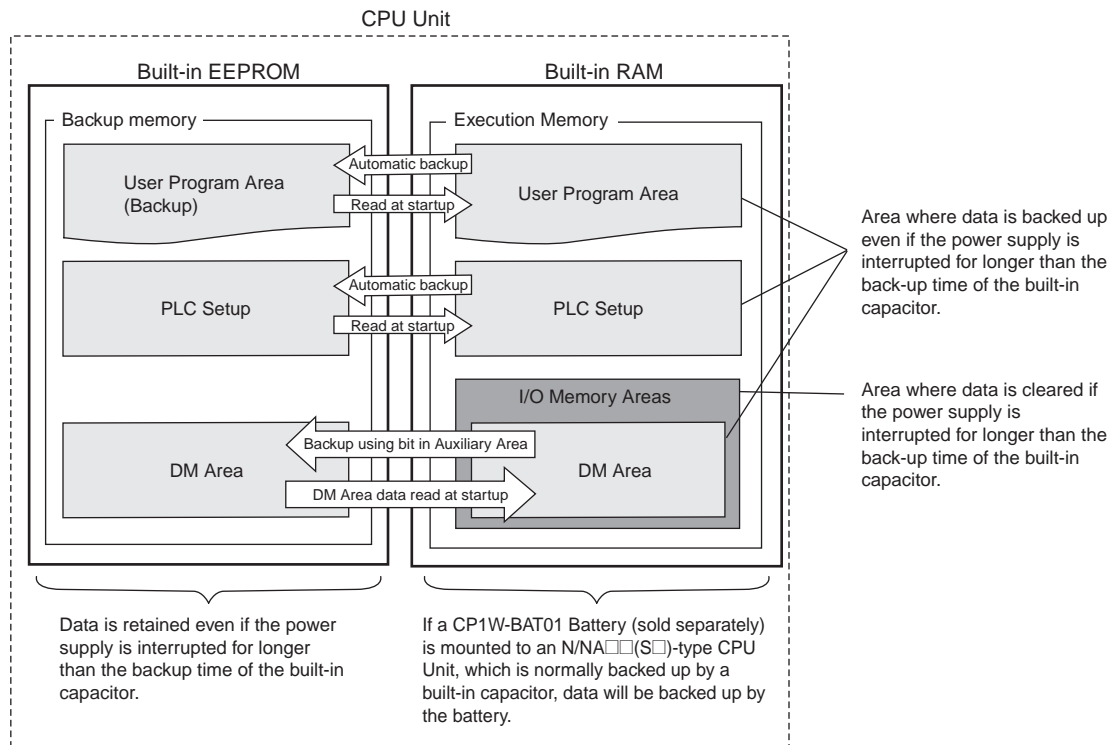 CPU Unit
Built-in EEPROM
Built-in RAM
Backup memory
Execution Memory
User Program Area
(Backup)
Automatic backup
Read at startup
User Program Area
PLC Setup
Automatic backup
Read at startup
PLC Setup
I/O Memory Areas
DM Area
Backup using bit in Auxiliary Area
DM Area data read at startup
DM Area
Area where data is backed up
even if the power supply is
interrupted for longer than the
back-up time of the built-in
capacitor.
Area where data is cleared if
the power supply is
interrupted for longer than the
back-up time of the built-in
capacitor.
Data is retained even if the power
supply is interrupted for longer
than the backup time of the built-in
capacitor.
If a CP1W-BAT01 Battery (sold separately)
is mounted to an N/NA□□(S□)-type CPU
Unit, which is normally backed up by a
built-in capacitor, data will be backed up by
the battery.